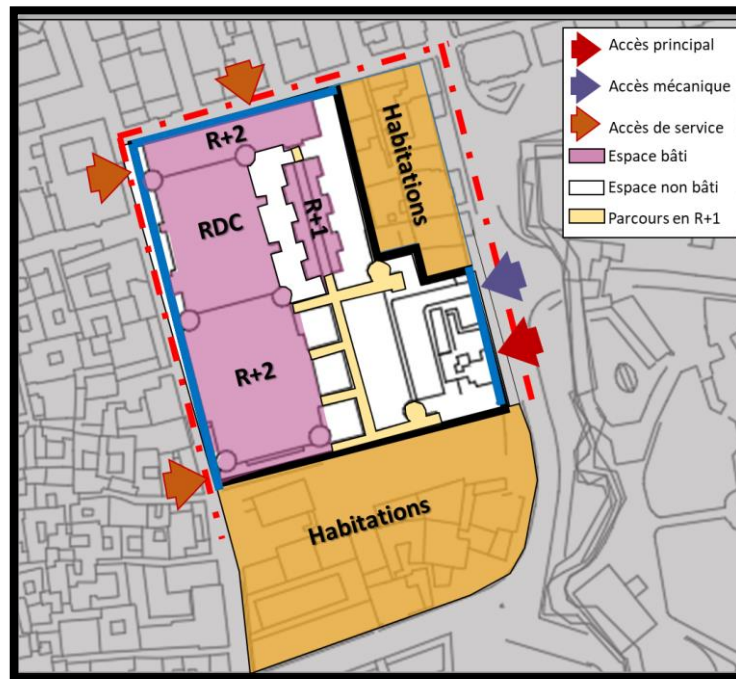 Accès principal
Accès mécanique
Accès de service
Espace bâti
Espace non bâti
Parcours en R+1
R+2
Habitations
R+1
RDC
R+2
Habitations